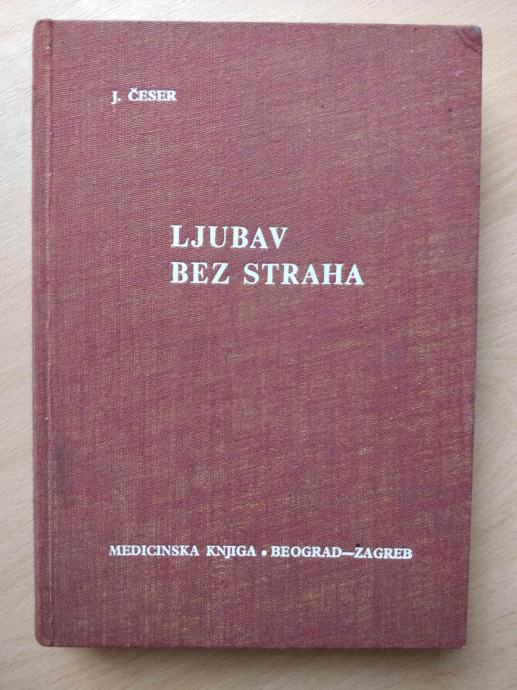 J. ČESER
LJUBAV
BEZ STRAHA
MEDICINSKA KNJIGA • BEOGRAD—ZAGREB